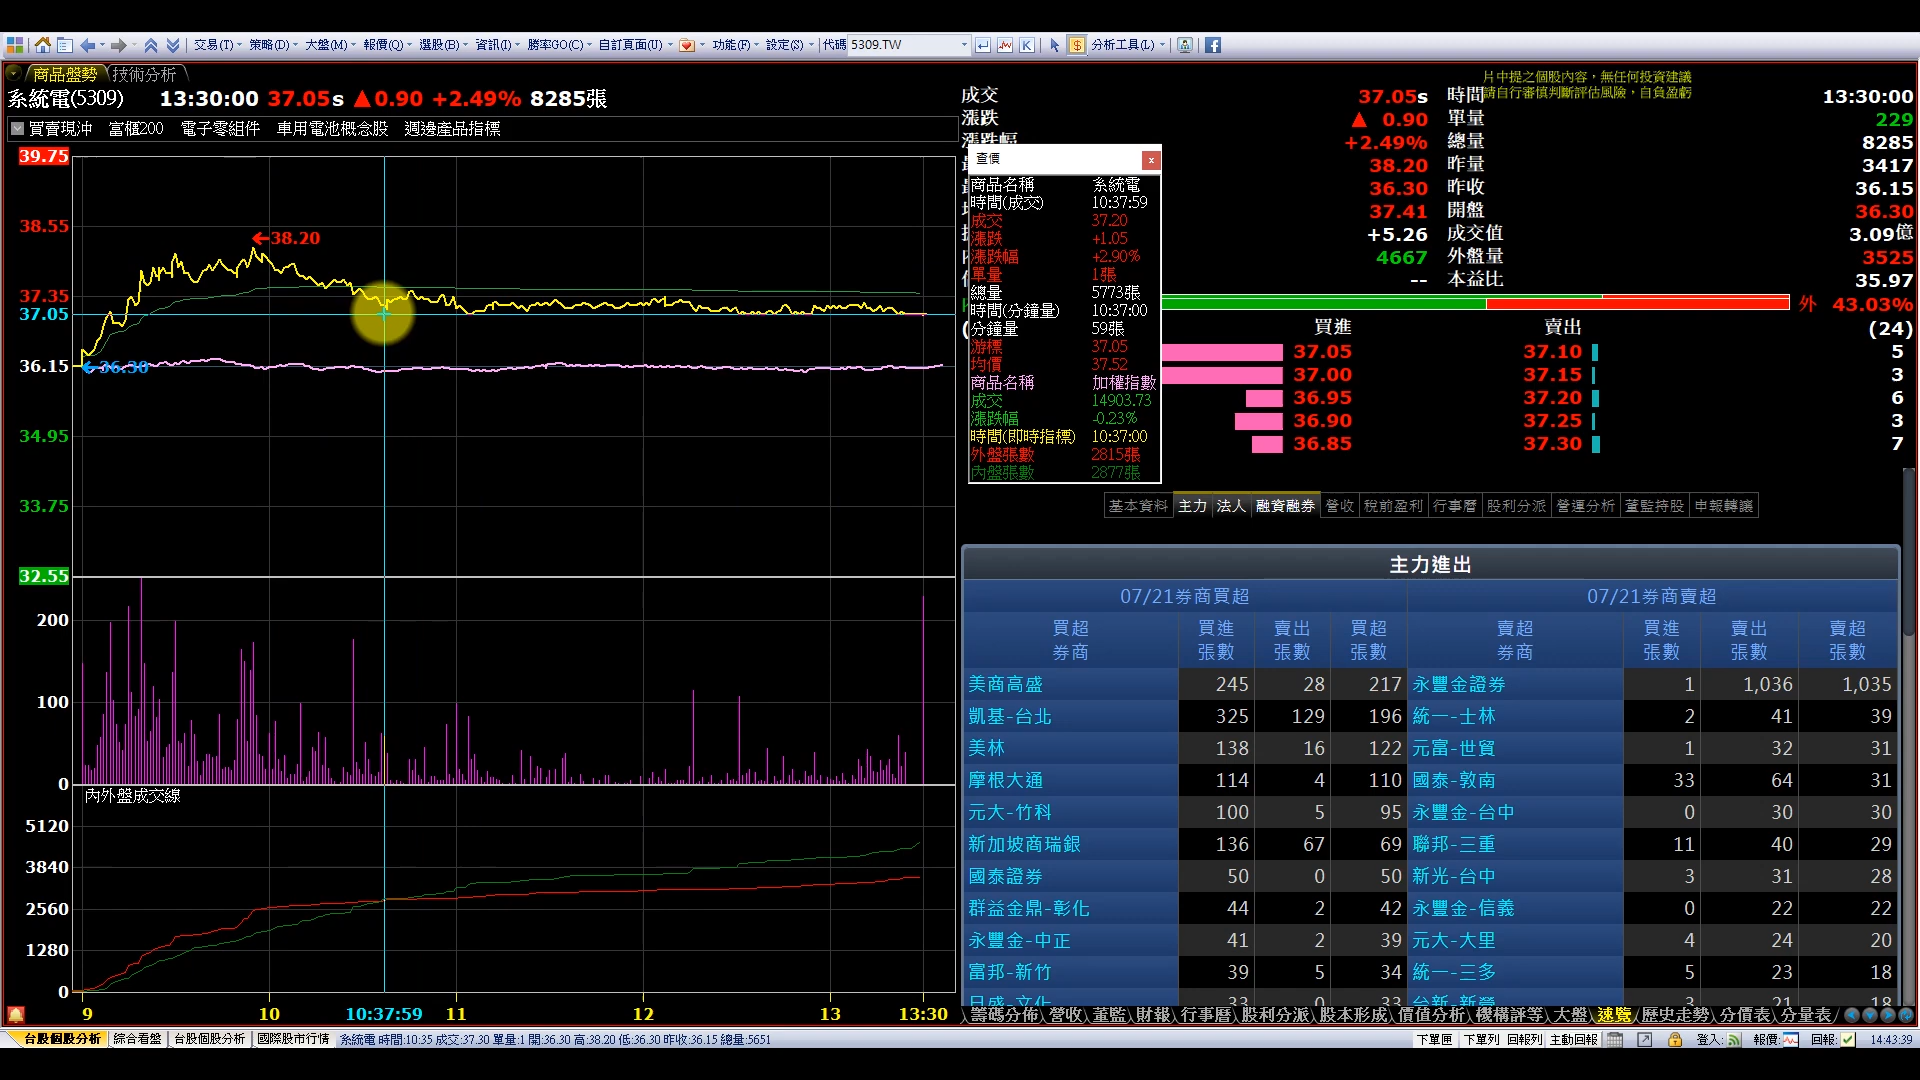 交易(T) 策略(D) 大盤(M) 報價(Q) 選股(B) 資訊(I) 勝率GO(C) 自訂頁面(U) 功能(F) 設定(S) 代碼 5309.TW K $ 分析工具(L)
商品盤勢 技術分析
片中提之個股內容，無任何投資建議
請自行審慎判斷評估風險，自負盈虧
系統電(5309) 13:30:00 37.05s ▲0.90 +2.49% 8285張
買賣現沖 富櫃200 電子零組件 車用電池概念股 週邊產品指標
39.75
38.55
37.35
37.05
36.15
34.95
33.75
32.55
←38.20
←36.30
200
100
0
內外盤成交線
5120
3840
2560
1280
0
9 10 10:37:59 11 12 13 13:30
成交 37.05s 時間 13:30:00
漲跌 ▲ 0.90 單量 229
漲跌幅 +2.49% 總量 8285
38.20 昨量 3417
36.30 昨收 36.15
37.41 開盤 36.30
+5.26 成交值 3.09億
4667 外盤量 3525
-- 本益比 35.97
外 43.03%
買進 賣出 (24)
37.05 37.10 5
37.00 37.15 3
36.95 37.20 6
36.90 37.25 3
36.85 37.30 7
查價 x
商品名稱 系統電
時間(成交) 10:37:59
成交 37.20
漲跌 +1.05
漲跌幅 +2.90%
單量 1張
總量 5773張
時間(分鐘量) 10:37:00
分鐘量 59張
游標 37.05
均價 37.52
商品名稱 加權指數
成交 14903.73
漲跌幅 -0.23%
時間(即時指標) 10:37:00
外盤張數 2815張
內盤張數 2877張
基本資料 主力 法人 融資融券 營收 稅前盈利 行事曆 股利分派 營運分析 董監持股 申報轉讓
主力進出
07/21券商買超 07/21券商賣超
買超券商 買進張數 賣出張數 買超張數 賣超券商 買進張數 賣出張數 賣超張數
美商高盛 245 28 217 永豐金證券 1 1,036 1,035
凱基-台北 325 129 196 統一-士林 2 41 39
美林 138 16 122 元富-世貿 1 32 31
摩根大通 114 4 110 國泰-敦南 33 64 31
元大-竹科 100 5 95 永豐金-台中 0 30 30
新加坡商瑞銀 136 67 69 聯邦-三重 11 40 29
國泰證券 50 0 50 新光-台中 3 31 28
群益金鼎-彰化 44 2 42 永豐金-信義 0 22 22
永豐金-中正 41 2 39 元大-大里 4 24 20
富邦-新竹 39 5 34 統一-三多 5 23 18
日盛-文化 33 0 33 台新-新營 3 21 18
籌碼分佈 營收 董監 財報 行事曆 股利分派 股本形成 價值分析 機構評等 大盤 速覽 歷史走勢 分價表 分量表
台股個股分析 綜合看盤 台股個股分析 國際股市行情 系統電 時間:10:35 成交:37.30 單量:1 開:36.30 高:38.20 低:36.30 昨收:36.15 總量:5651 下單匣 下單列 回報列 主動回報 登入: 報價: 回報: 14:43:39